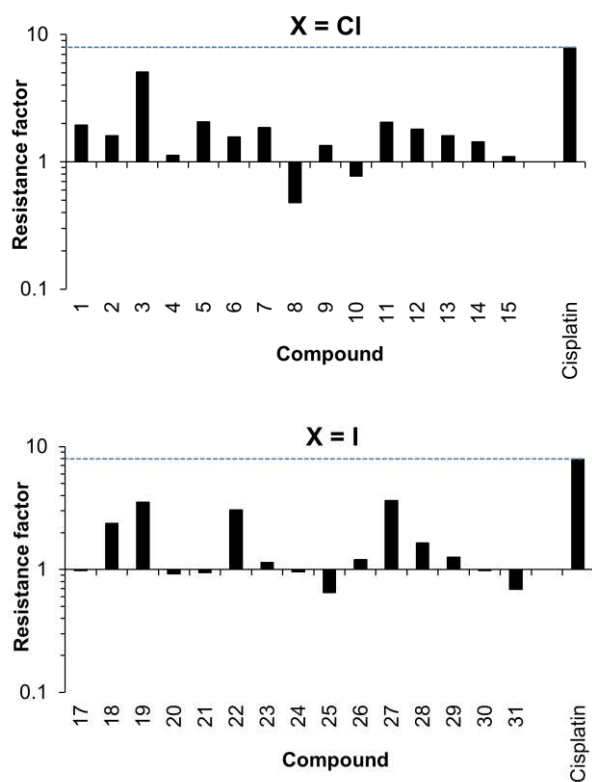 X = Cl
10
1
0.1
Resistance factor
1 2 3 4 5 6 7 8 9 10 11 12 13 14 15 Cisplatin
Compound
X = I
10
1
0.1
Resistance factor
17 18 19 20 21 22 23 24 25 26 27 28 29 30 31 Cisplatin
Compound